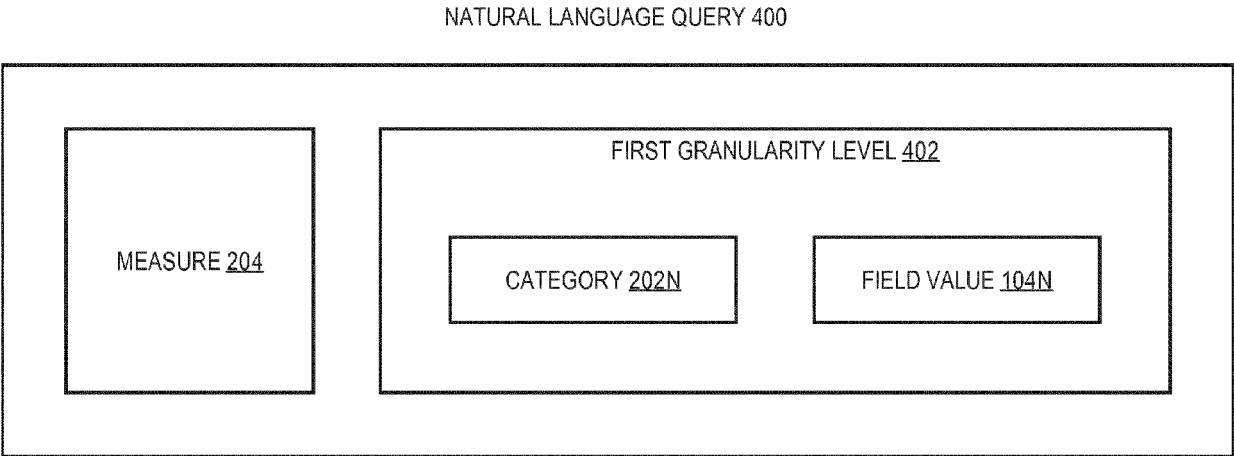 NATURAL LANGUAGE QUERY 400
FIRST GRANULARITY LEVEL 402
MEASURE 204
CATEGORY 202N
FIELD VALUE 104N